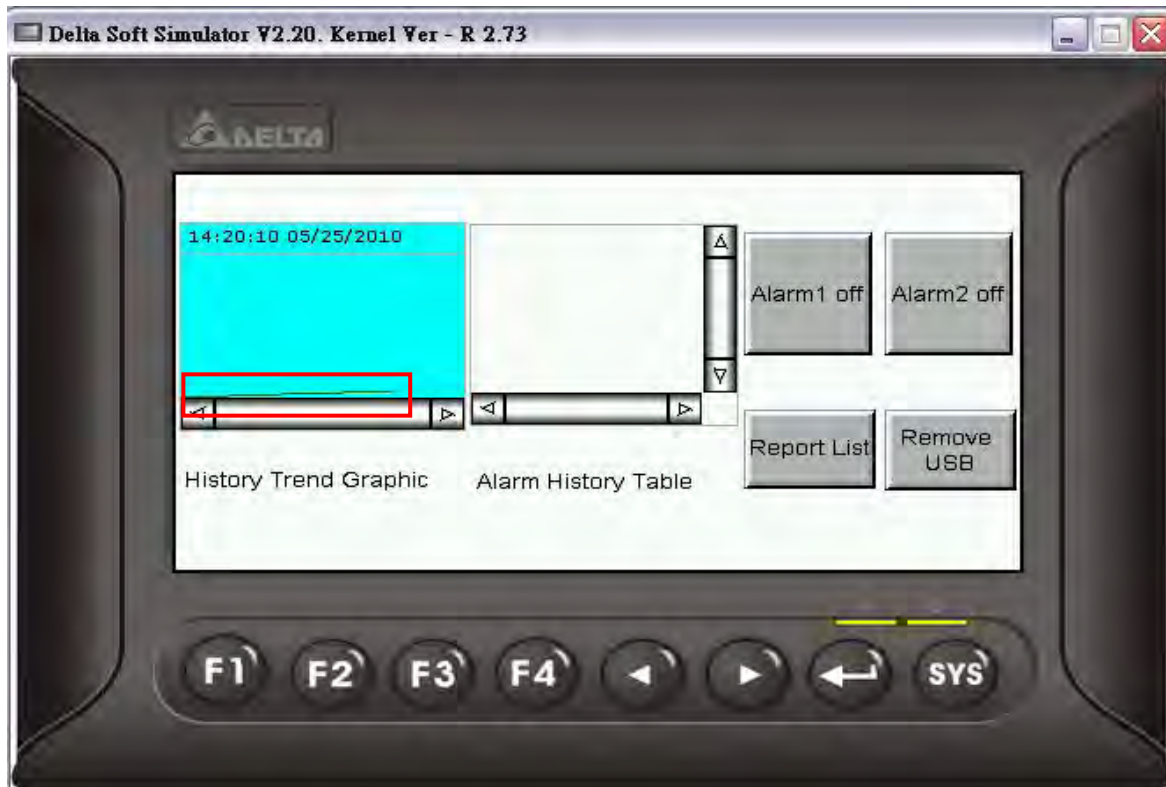 Delta Soft Simulator V2.20. Kernel Ver - R 2.73
DELTA
14:20:10 05/25/2010
Alarm1 off
Alarm2 off
Report List
Remove
USB
History Trend Graphic
Alarm History Table
F1
F2
F3
F4
SYS